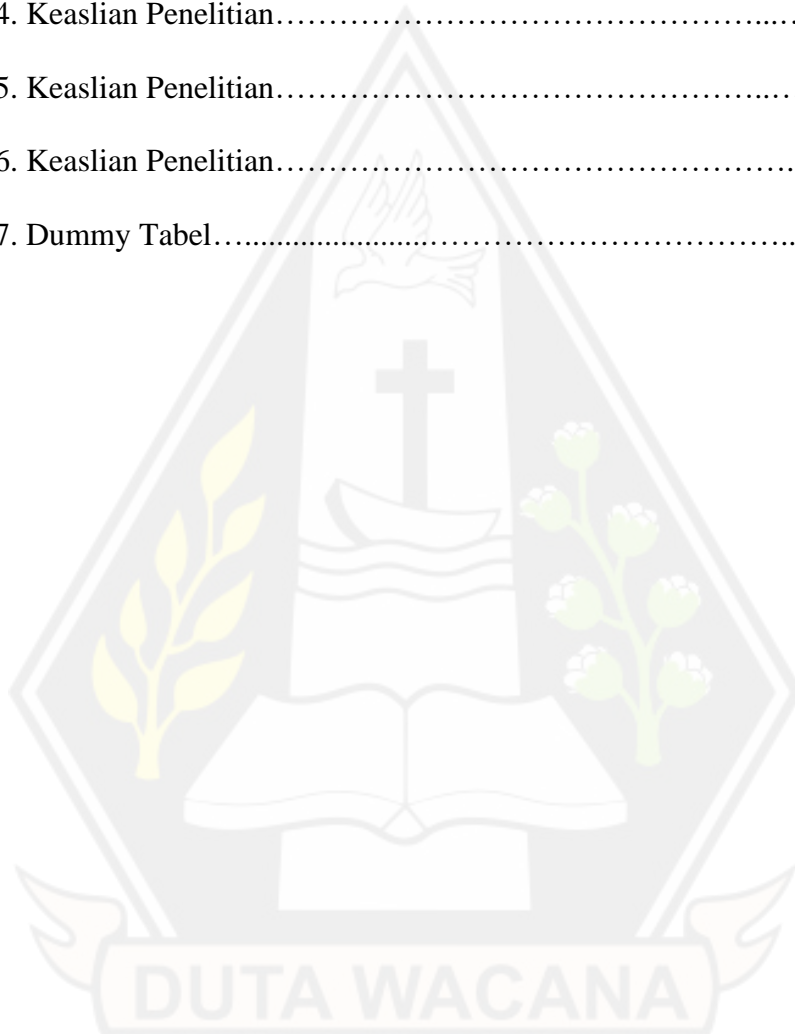 4. Keaslian Penelitian………………………………………...…
5. Keaslian Penelitian………………………………………..…
6. Keaslian Penelitian……………………………………….
7. Dummy Tabel….......................……………………………..
DUTA WACANA